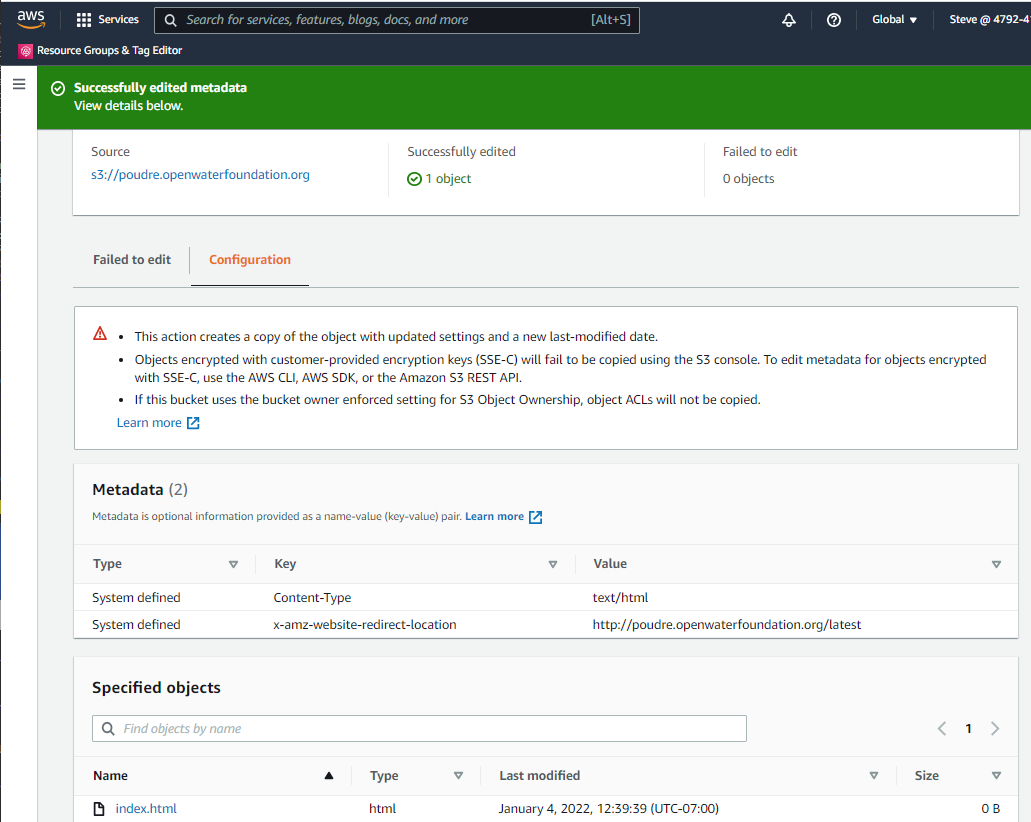 aws
Services
Search for services, features, blogs, docs, and more
[Alt+S]
Global
Steve @ 4792-41
Resource Groups & Tag Editor
Successfully edited metadata
View details below.
Source
s3://poudre.openwaterfoundation.org
Successfully edited
1 object
Failed to edit
0 objects
Failed to edit
Configuration
• This action creates a copy of the object with updated settings and a new last-modified date.
• Objects encrypted with customer-provided encryption keys (SSE-C) will fail to be copied using the S3 console. To edit metadata for objects encrypted
with SSE-C, use the AWS CLI, AWS SDK, or the Amazon S3 REST API.
• If this bucket uses the bucket owner enforced setting for S3 Object Ownership, object ACLs will not be copied.
Learn more
Metadata (2)
Metadata is optional information provided as a name-value (key-value) pair. Learn more
Type Key Value
System defined Content-Type text/html
System defined x-amz-website-redirect-location http://poudre.openwaterfoundation.org/latest
Specified objects
Find objects by name
1
Name Type Last modified Size
index.html html January 4, 2022, 12:39:39 (UTC-07:00) 0 B